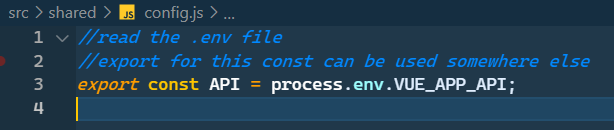 src > shared > JS config.js > ...
1 //read the .env file
2 //export for this const can be used somewhere else
3 export const API = process.env.VUE_APP_API;
4